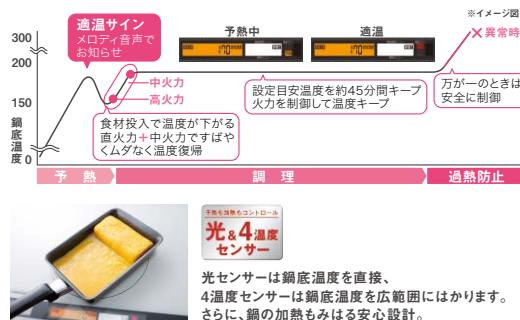 ※イメージ図
適温サイン
メロディ音声で
お知らせ
予熱中
適温
×異常時
300
200
150
0
鍋底温度
中火力
高火力
設定目安温度を約45分間キープ
火力を制御して温度キープ
万が一のときは
安全に制御
食材投入で温度が下がる
直火力+中火力ですばや
くムダなく温度復帰
予熱
調理
過熱防止
予熱も加熱もコントロール
光&4温度
センサー
光センサーは鍋底温度を直接、
4温度センサーは鍋底温度を広範囲にはかります。
さらに、鍋の加熱もみはる安心設計。